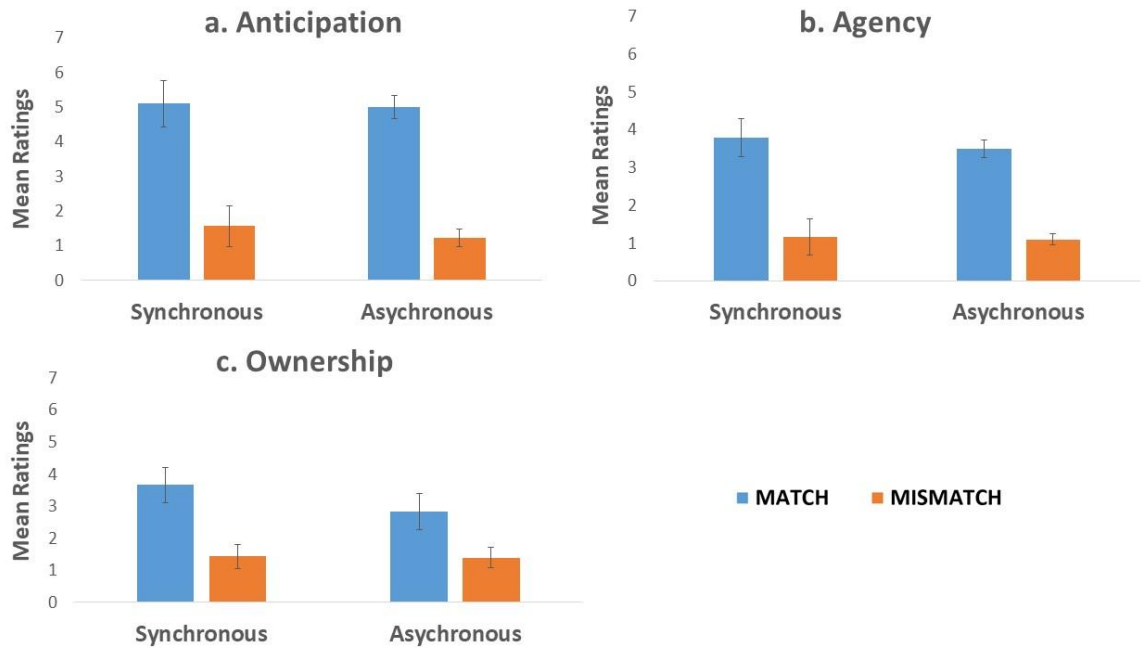 a. Anticipation
Mean Ratings
7
6
5
4
3
2
1
0
Synchronous Asychronous
b. Agency
Mean Ratings
7
6
5
4
3
2
1
0
Synchronous Asychronous
c. Ownership
Mean Ratings
7
6
5
4
3
2
1
0
Synchronous Asychronous
MATCH MISMATCH